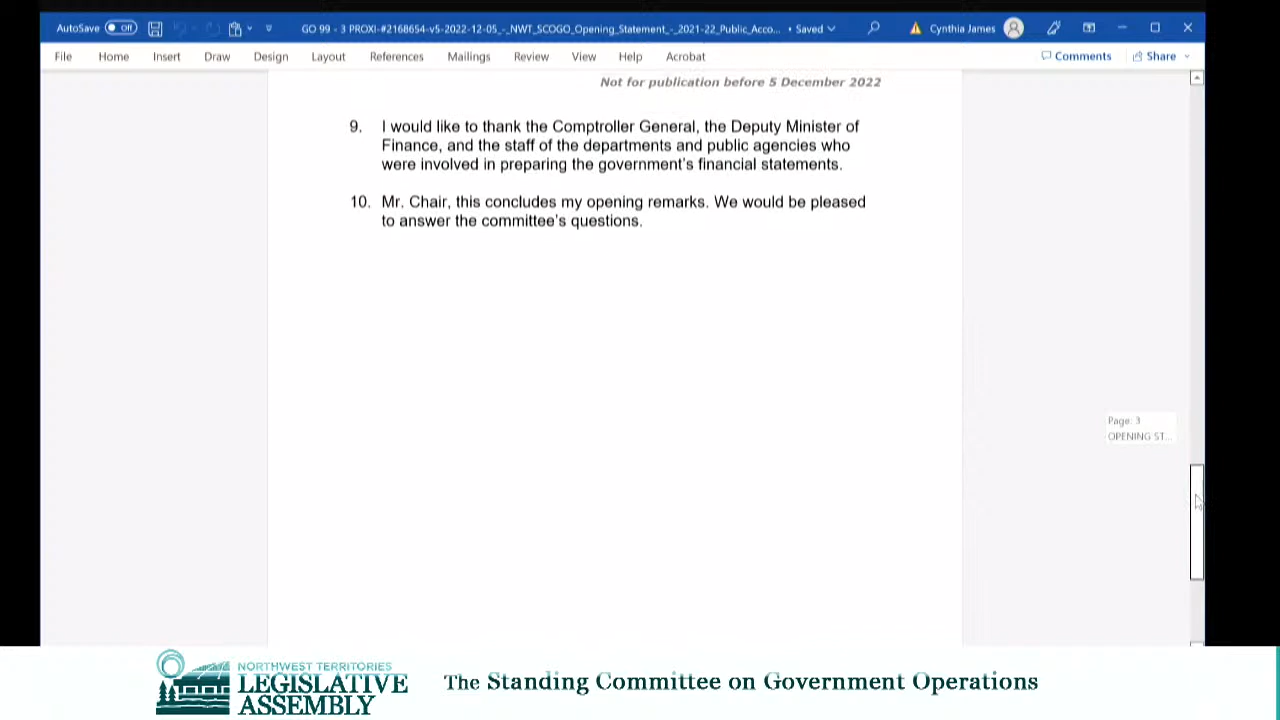 AutoSave Off GO 99 - 3 PROXI-#2168654-v5-2022-12-05_-_NWT_SCOGO_Opening_Statement_-_2021-22_Public_Acco... • Saved Cynthia James
File Home Insert Draw Design Layout References Mailings Review View Help Acrobat Comments Share
Not for publication before 5 December 2022
9. I would like to thank the Comptroller General, the Deputy Minister of
Finance, and the staff of the departments and public agencies who
were involved in preparing the government's financial statements.
10. Mr. Chair, this concludes my opening remarks. We would be pleased
to answer the committee's questions.
Page: 3
OPENING ST...
NORTHWEST TERRITORIES
LEGISLATIVE
ASSEMBLY
The Standing Committee on Government Operations